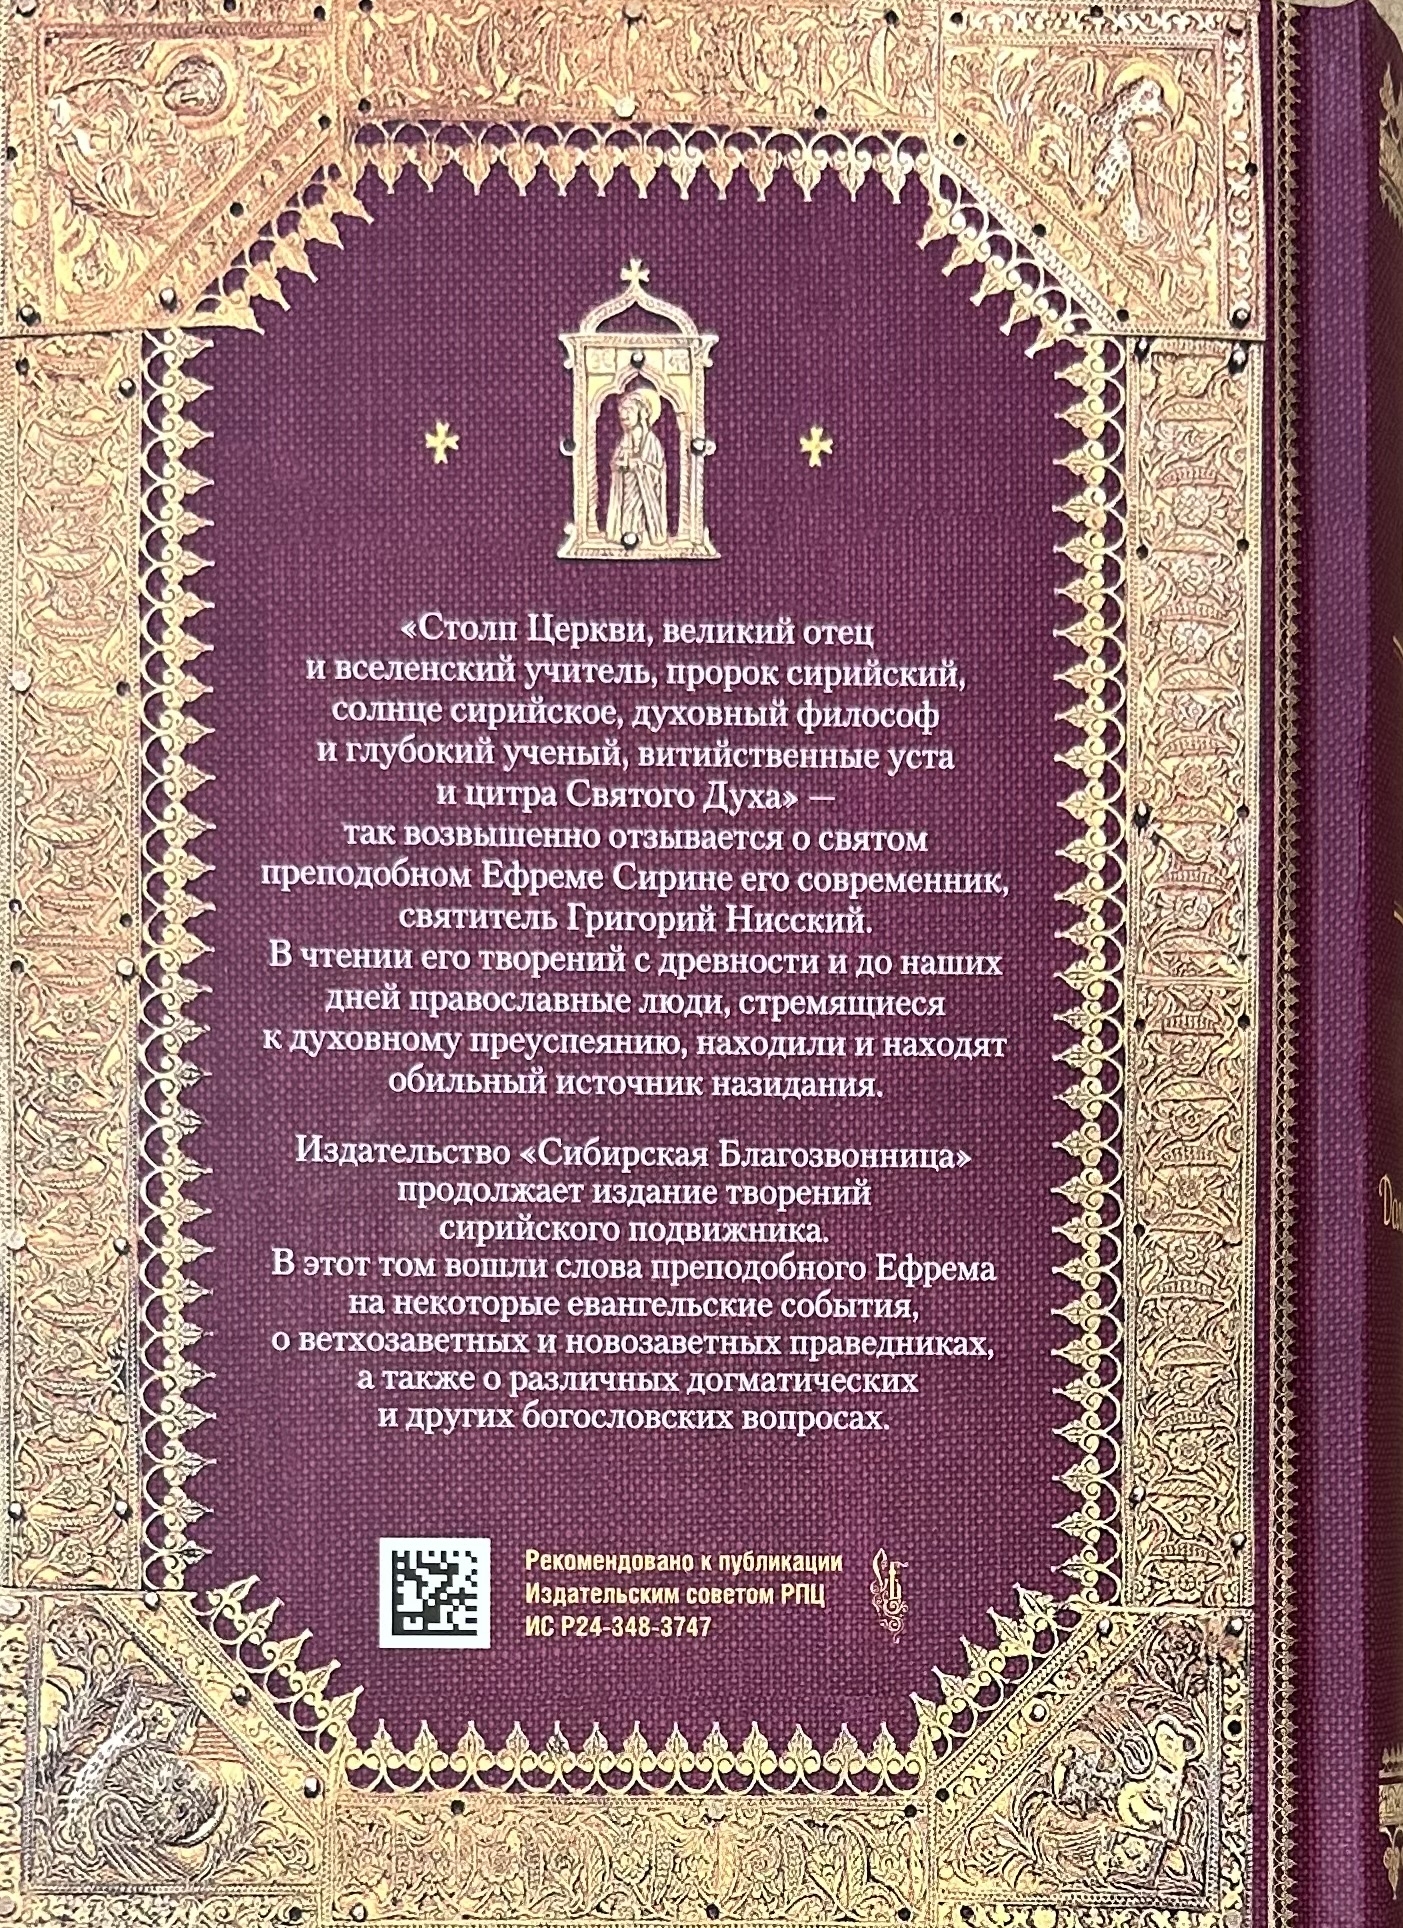 «Столп Церкви, великий отец
и вселенский учитель, пророк сирийский,
солнце сирийское, духовный философ
и глубокий ученый, витийственные уста
и цитра Святого Духа» —
так возвышенно отзывается о святом
преподобном Ефреме Сирине его современник,
святитель Григорий Нисский.
В чтении его творений с древности и до наших
дней православные люди, стремящиеся
к духовному преуспеянию, находили и находят
обильный источник назидания.
Издательство «Сибирская Благозвонница»
продолжает издание творений
сирийского подвижника.
В этот том вошли слова преподобного Ефрема
на некоторые евангельские события,
о ветхозаветных и новозаветных праведниках,
а также о различных догматических
и других богословских вопросах.
Рекомендовано к публикации
Издательским советом РПЦ
ИС Р24-348-3747